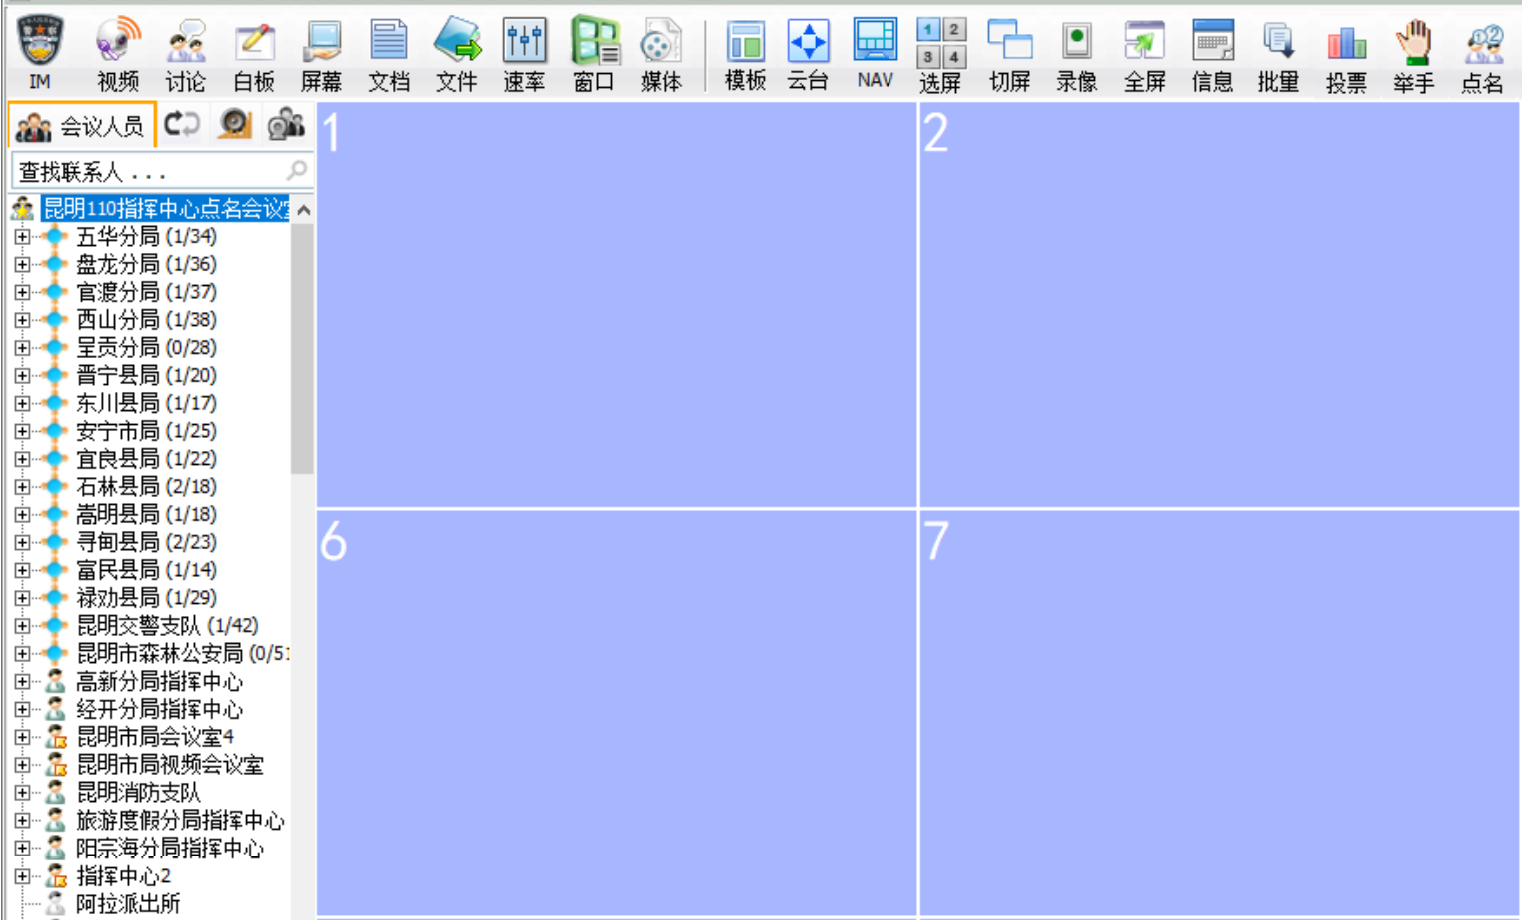 IM 视频 讨论 白板 屏幕 文档 文件 速率 窗口 媒体 模板 云台 NAV 选屏 切屏 录像 全屏 信息 批量 投票 举手 点名
1 2
3 4
会议人员
查找联系人 . . .
昆明110指挥中心点名会议
五华分局 (1/34)
盘龙分局 (1/36)
官渡分局 (1/37)
西山分局 (1/38)
呈贡分局 (0/28)
晋宁县局 (1/20)
东川县局 (1/17)
安宁市局 (1/25)
宜良县局 (1/22)
石林县局 (2/18)
嵩明县局 (1/18)
寻甸县局 (2/23)
富民县局 (1/14)
禄劝县局 (1/29)
昆明交警支队 (1/42)
昆明市森林公安局 (0/51
高新分局指挥中心
经开分局指挥中心
昆明市局会议室4
昆明市局视频会议室
昆明消防支队
旅游度假分局指挥中心
阳宗海分局指挥中心
指挥中心2
阿拉派出所
1
2
6
7